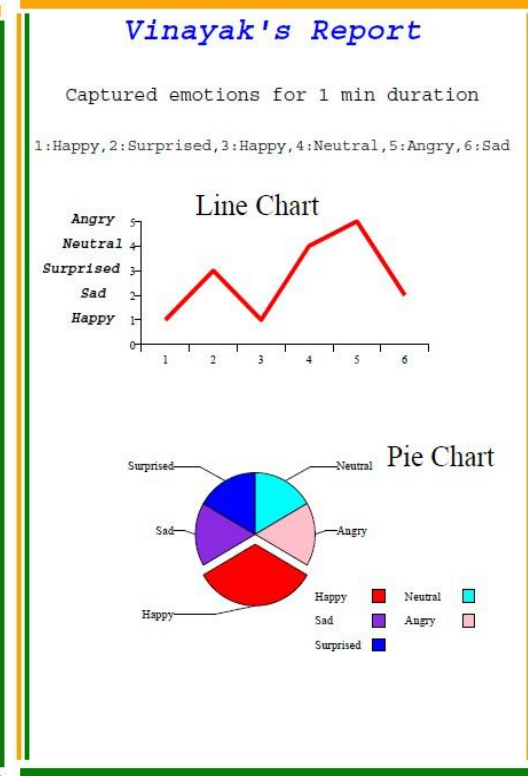 Vinayak's Report
Captured emotions for 1 min duration
1:Happy,2:Surprised,3:Happy,4:Neutral,5:Angry,6:Sad
Line Chart
Angry 5
Neutral 4
Surprised 3
Sad 2
Happy 1
0
1 2 3 4 5 6
Pie Chart
Surprised Neutral
Sad Angry
Happy
Happy Neutral
Sad Angry
Surprised